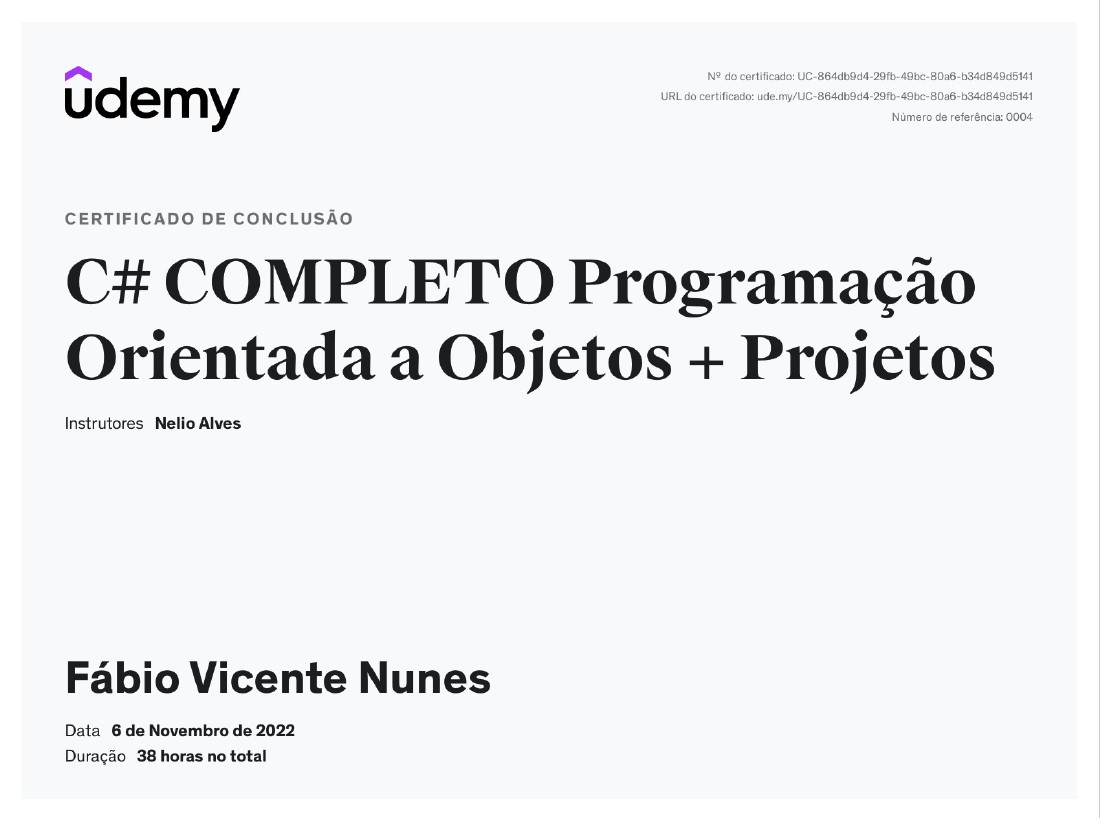 udemy
Nº do certificado: UC-864db9d4-29fb-49bc-80a6-b34d849d5141
URL do certificado: ude.my/UC-864db9d4-29fb-49bc-80a6-b34d849d5141
Número de referência: 0004
CERTIFICADO DE CONCLUSÃO
C# COMPLETO Programação
Orientada a Objetos + Projetos
Instrutores Nelio Alves
Fábio Vicente Nunes
Data 6 de Novembro de 2022
Duração 38 horas no total